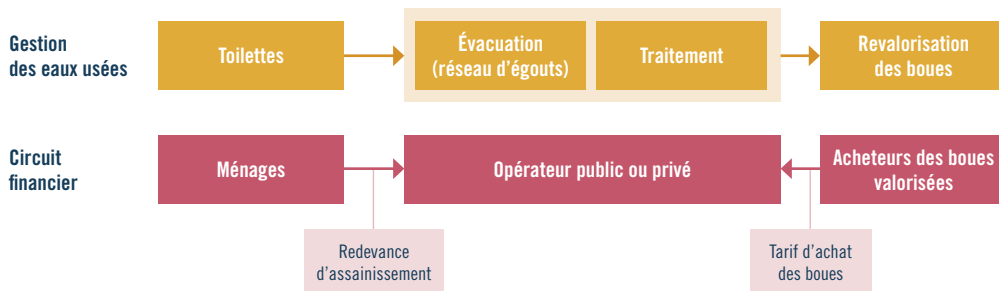 Gestion
des eaux usées
Toilettes
Évacuation
(réseau d'égouts)
Traitement
Revalorisation
des boues
Circuit
financier
Ménages
Opérateur public ou privé
Acheteurs des boues
valorisées
Redevance
d'assainissement
Tarif d'achat
des boues